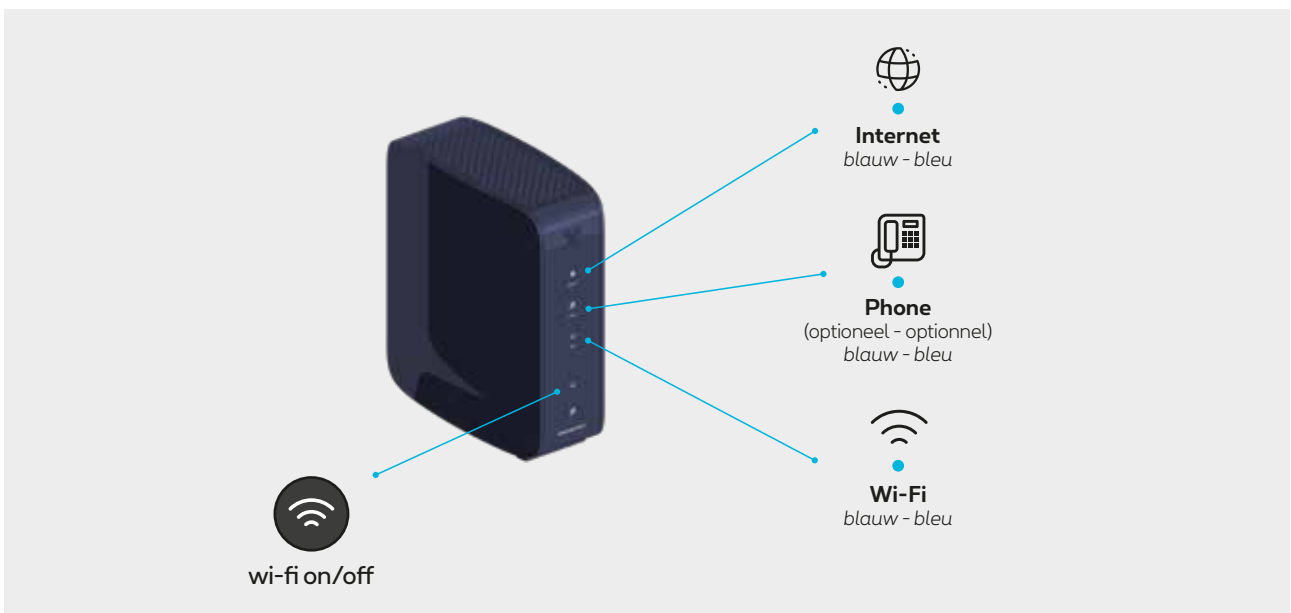 Internet
blauw - bleu
Phone
(optioneel - optionnel)
blauw - bleu
Wi-Fi
blauw - bleu
wi-fi on/off